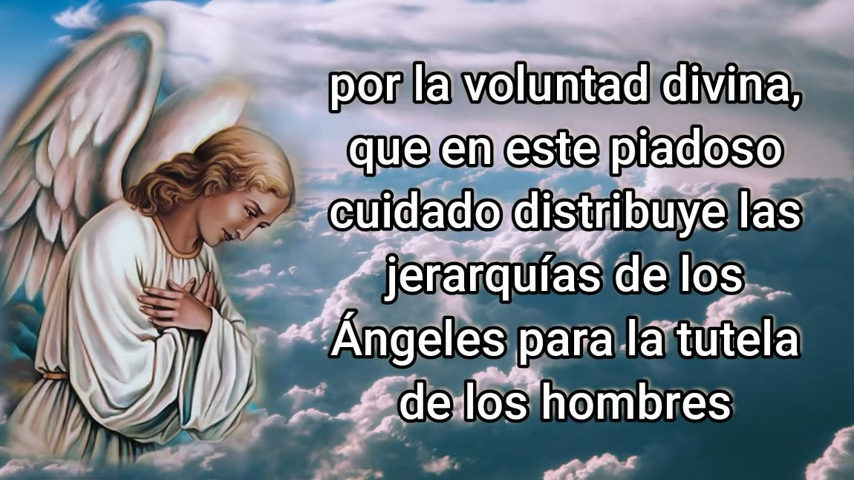 por la voluntad divina,
que en este piadoso
cuidado distribuye las
jerarquías de los
Ángeles para la tutela
de los hombres